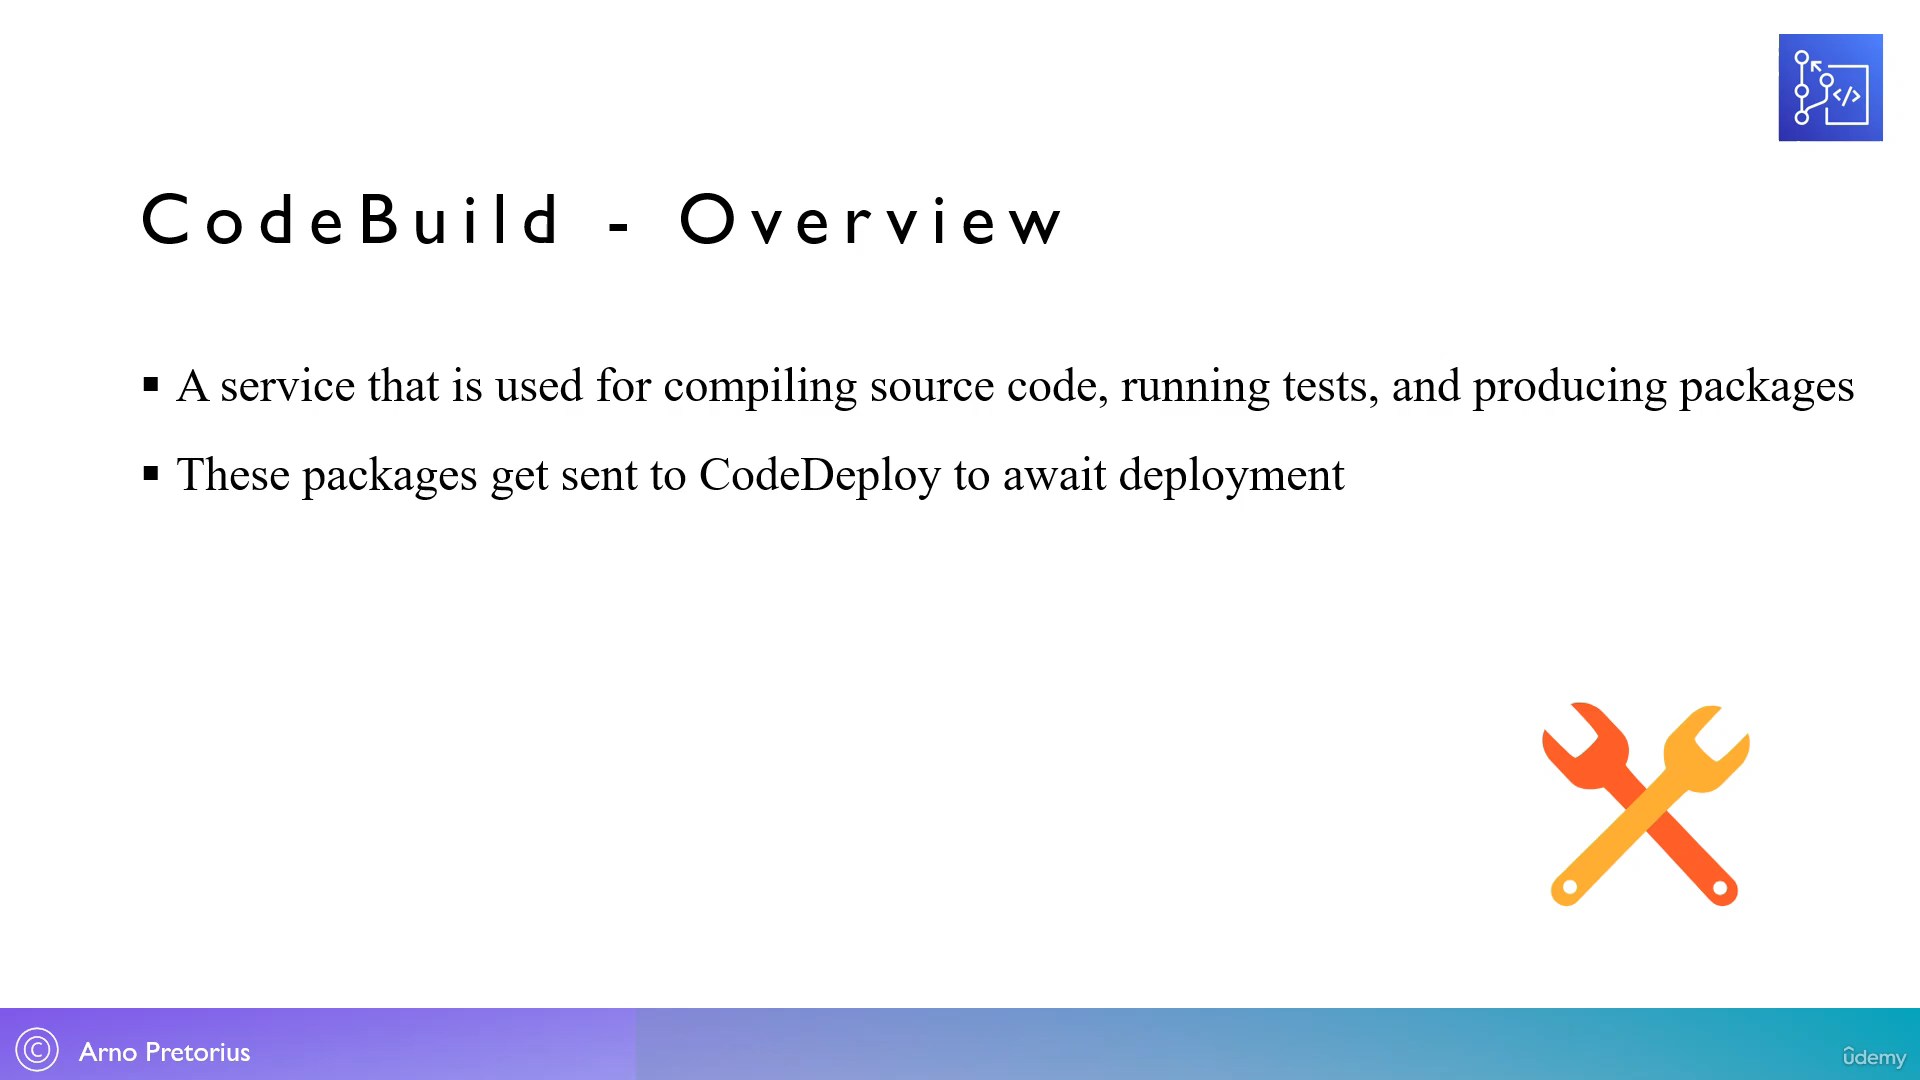 CodeBuild - Overview
▪ A service that is used for compiling source code, running tests, and producing packages
▪ These packages get sent to CodeDeploy to await deployment
</>
© Arno Pretorius
ûdemy